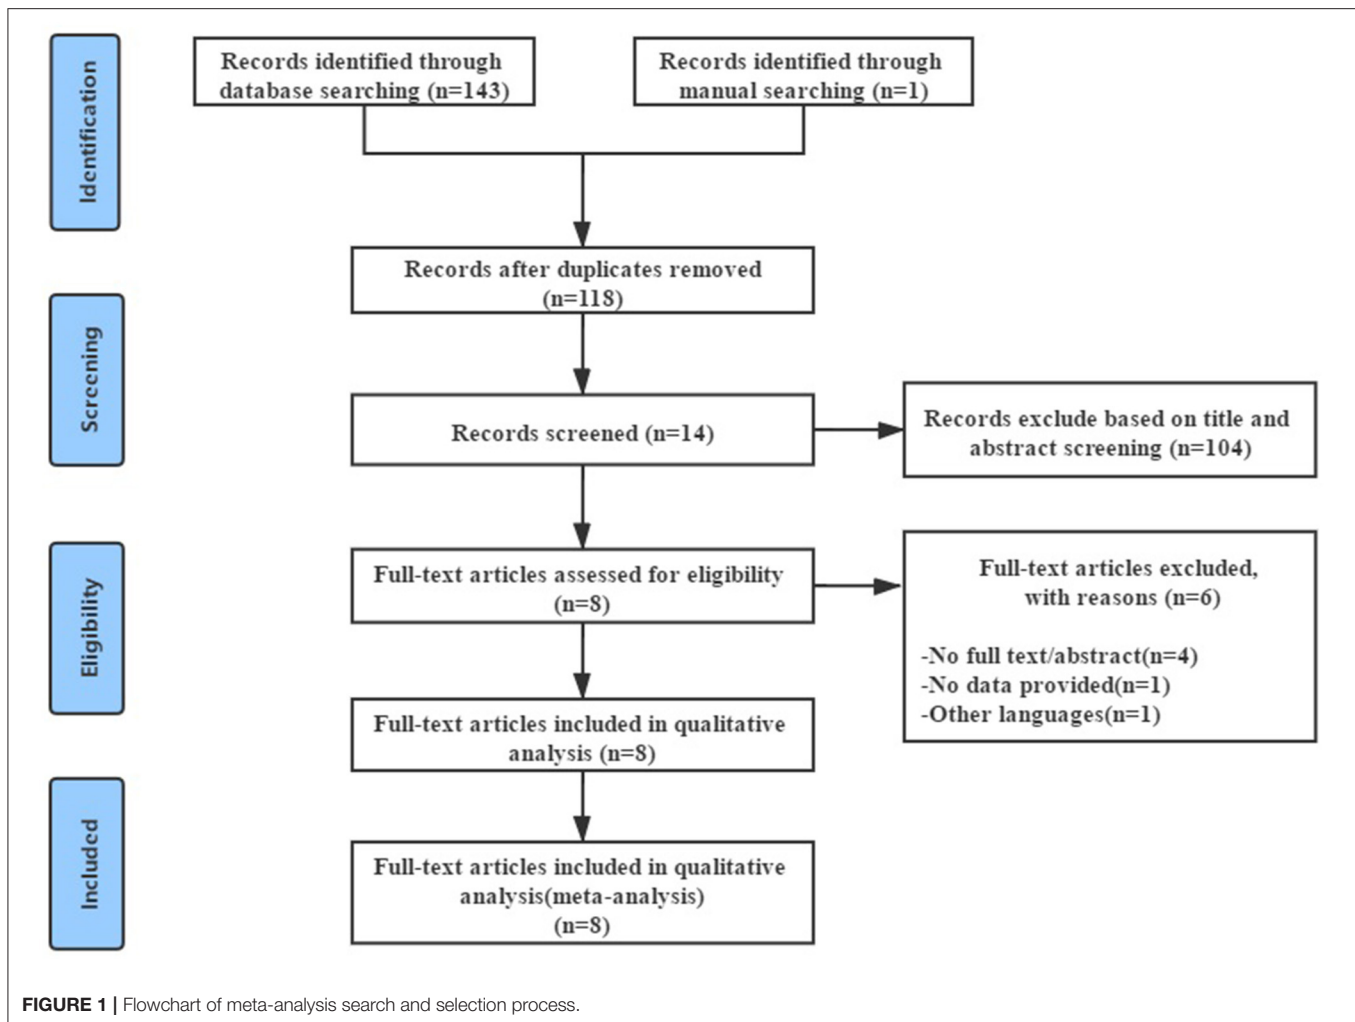 Identification
Records identified through
database searching (n=143)
Records identified through
manual searching (n=1)
Records after duplicates removed
(n=118)
Screening
Records screened (n=14)
Records exclude based on title and
abstract screening (n=104)
Eligibility
Full-text articles assessed for eligibility
(n=8)
Full-text articles excluded,
with reasons (n=6)
-No full text/abstract(n=4)
-No data provided(n=1)
-Other languages(n=1)
Full-text articles included in qualitative
analysis (n=8)
Included
Full-text articles included in qualitative
analysis(meta-analysis)
(n=8)
FIGURE 1 | Flowchart of meta-analysis search and selection process.